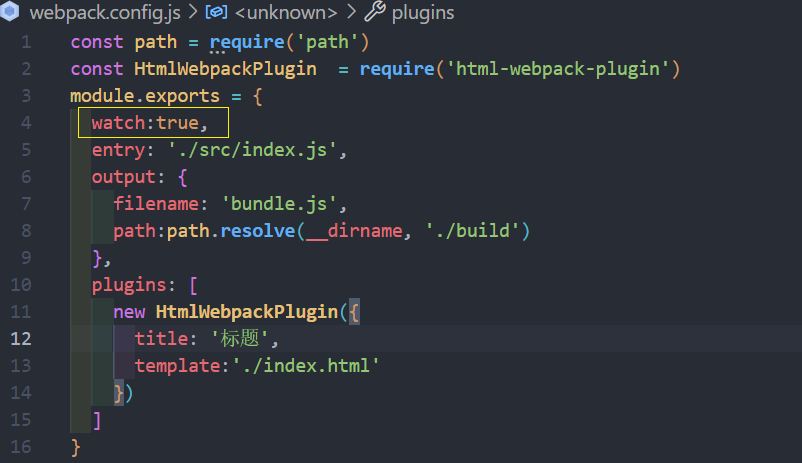 webpack.config.js > <unknown> > plugins
1 const path = require('path')
2 const HtmlWebpackPlugin  = require('html-webpack-plugin')
3 module.exports = {
4   watch:true,
5   entry: './src/index.js',
6   output: {
7     filename: 'bundle.js',
8     path:path.resolve(__dirname, './build')
9   },
10   plugins: [
11     new HtmlWebpackPlugin({
12       title: '标题',
13       template:'./index.html'
14     })
15   ]
16 }